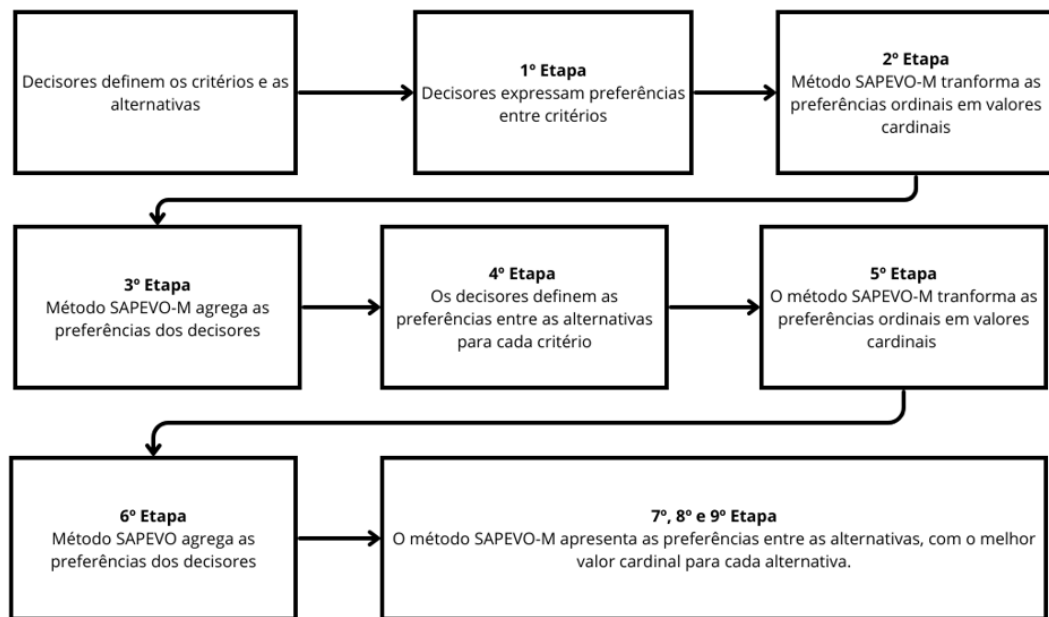 Decisores definem os critérios e as
alternativas
1º Etapa
Decisores expressam preferências
entre critérios
2º Etapa
Método SAPEVO-M tranforma as
preferências ordinais em valores
cardinais
3º Etapa
Método SAPEVO-M agrega as
preferências dos decisores
4º Etapa
Os decisores definem as
preferências entre as alternativas
para cada critério
5º Etapa
O método SAPEVO-M tranforma as
preferências ordinais em valores
cardinais
6º Etapa
Método SAPEVO agrega as
preferências dos decisores
7º, 8º e 9º Etapa
O método SAPEVO-M apresenta as preferências entre as alternativas, com o melhor
valor cardinal para cada alternativa.